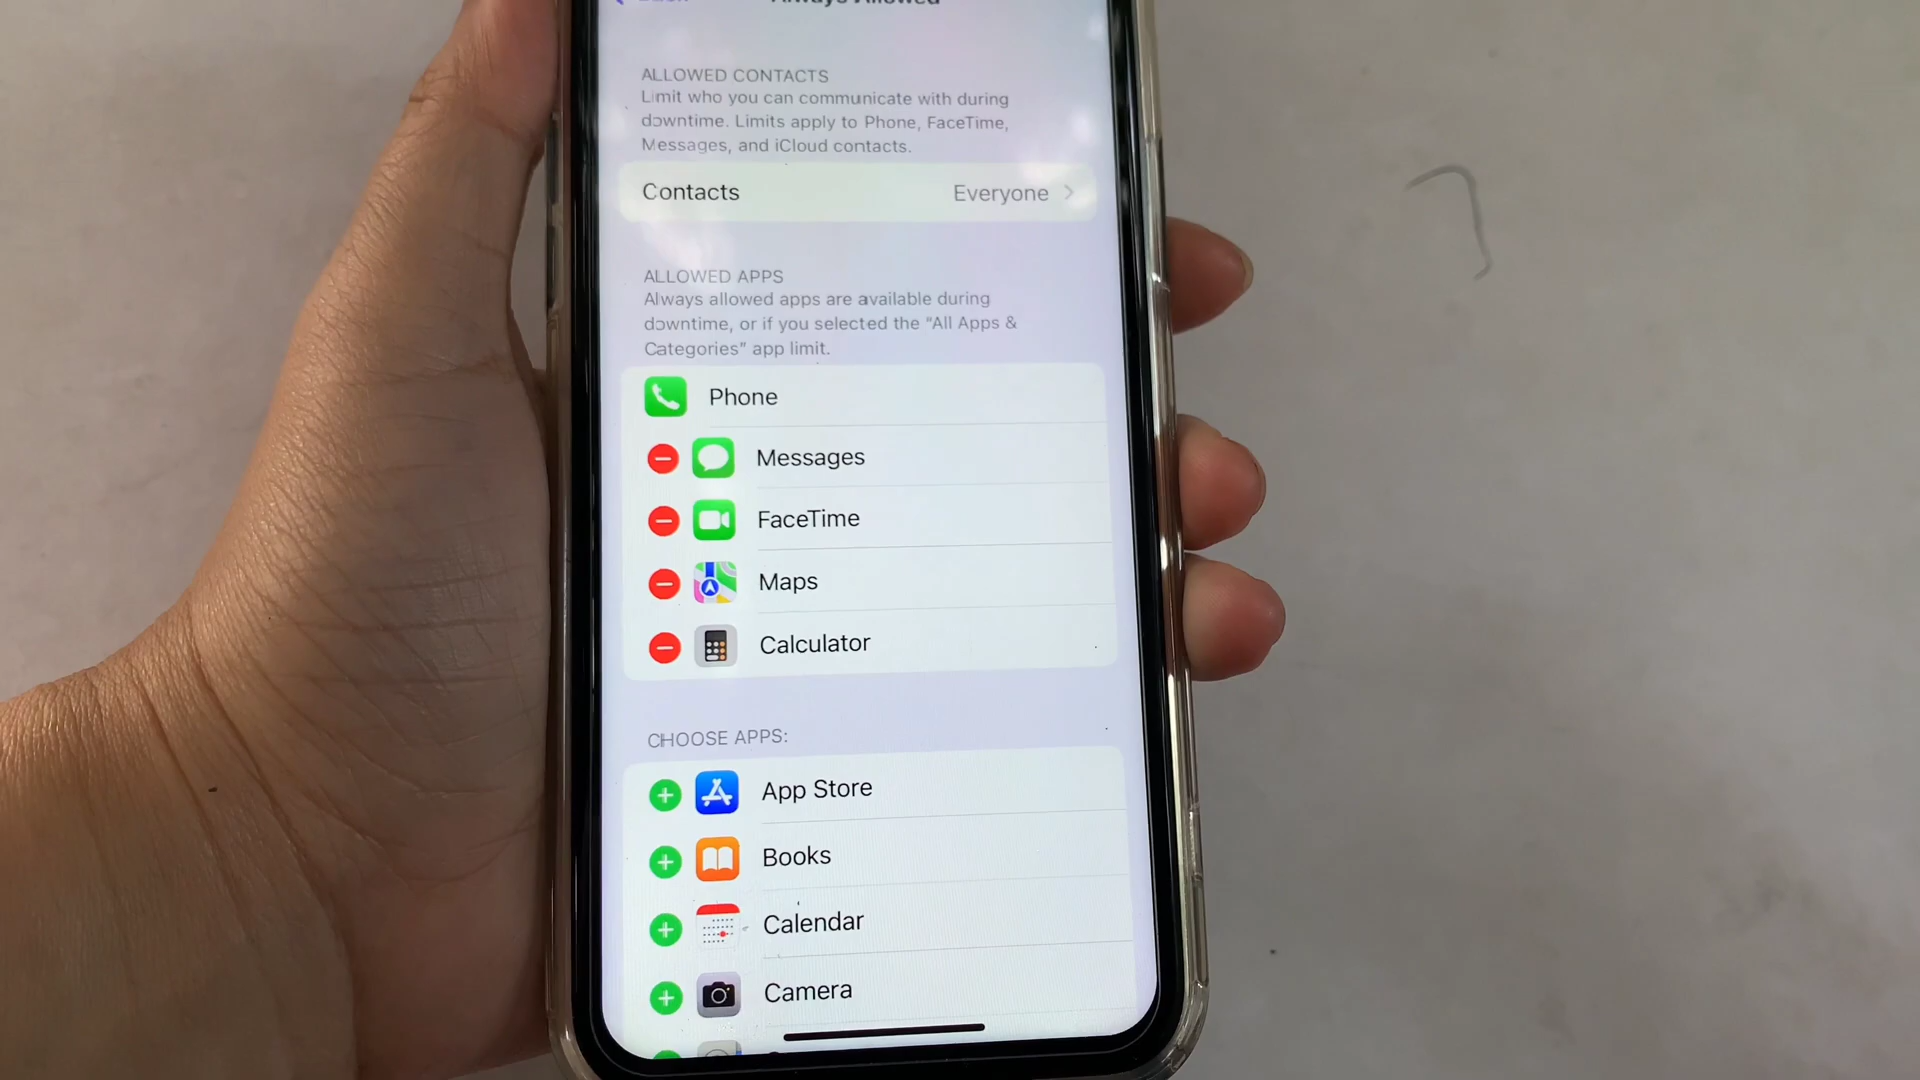 Always Allowed
ALLOWED CONTACTS
Limit who you can communicate with during
downtime. Limits apply to Phone, FaceTime,
Messages, and iCloud contacts.
Contacts Everyone
ALLOWED APPS
Always allowed apps are available during
downtime, or if you selected the “All Apps &
Categories” app limit.
Phone
Messages
FaceTime
Maps
Calculator
CHOOSE APPS:
App Store
Books
Calendar
Camera